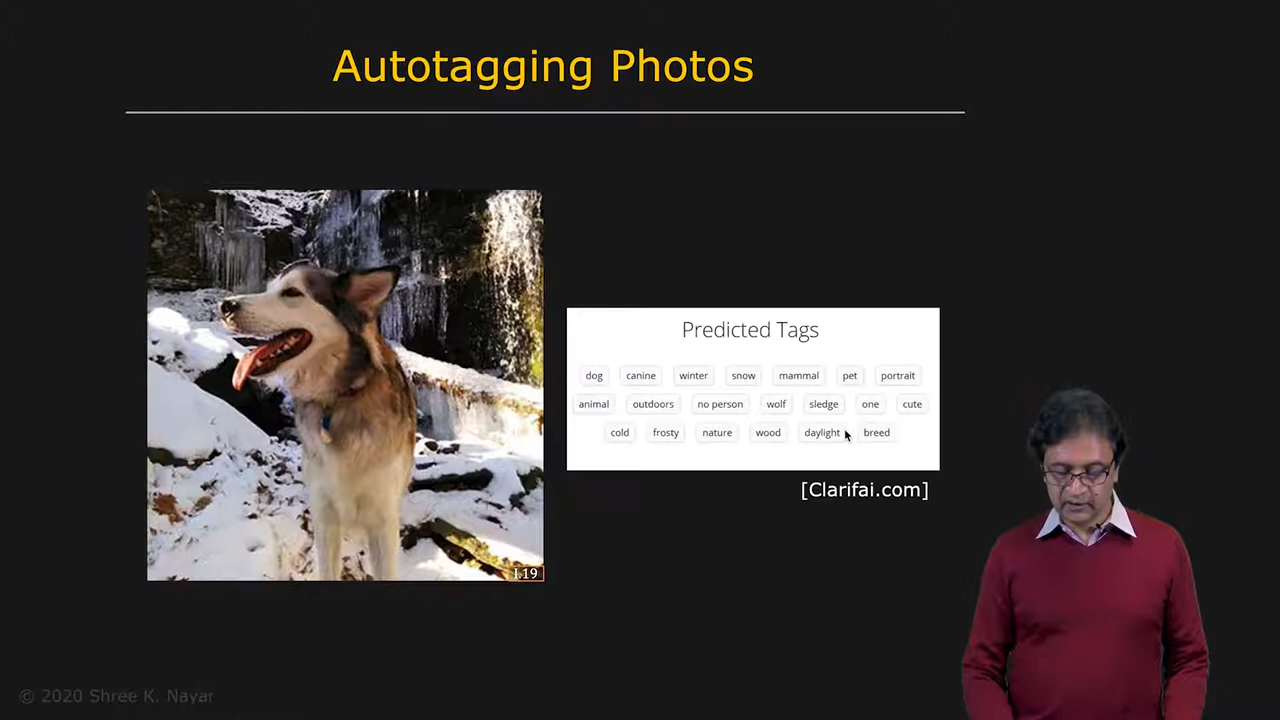 Autotagging Photos
Predicted Tags
dog canine winter snow mammal pet portrait
animal outdoors no person wolf sledge one cute
cold frosty nature wood daylight breed
[Clarifai.com]
I.19
© 2020 Shree K. Nayar